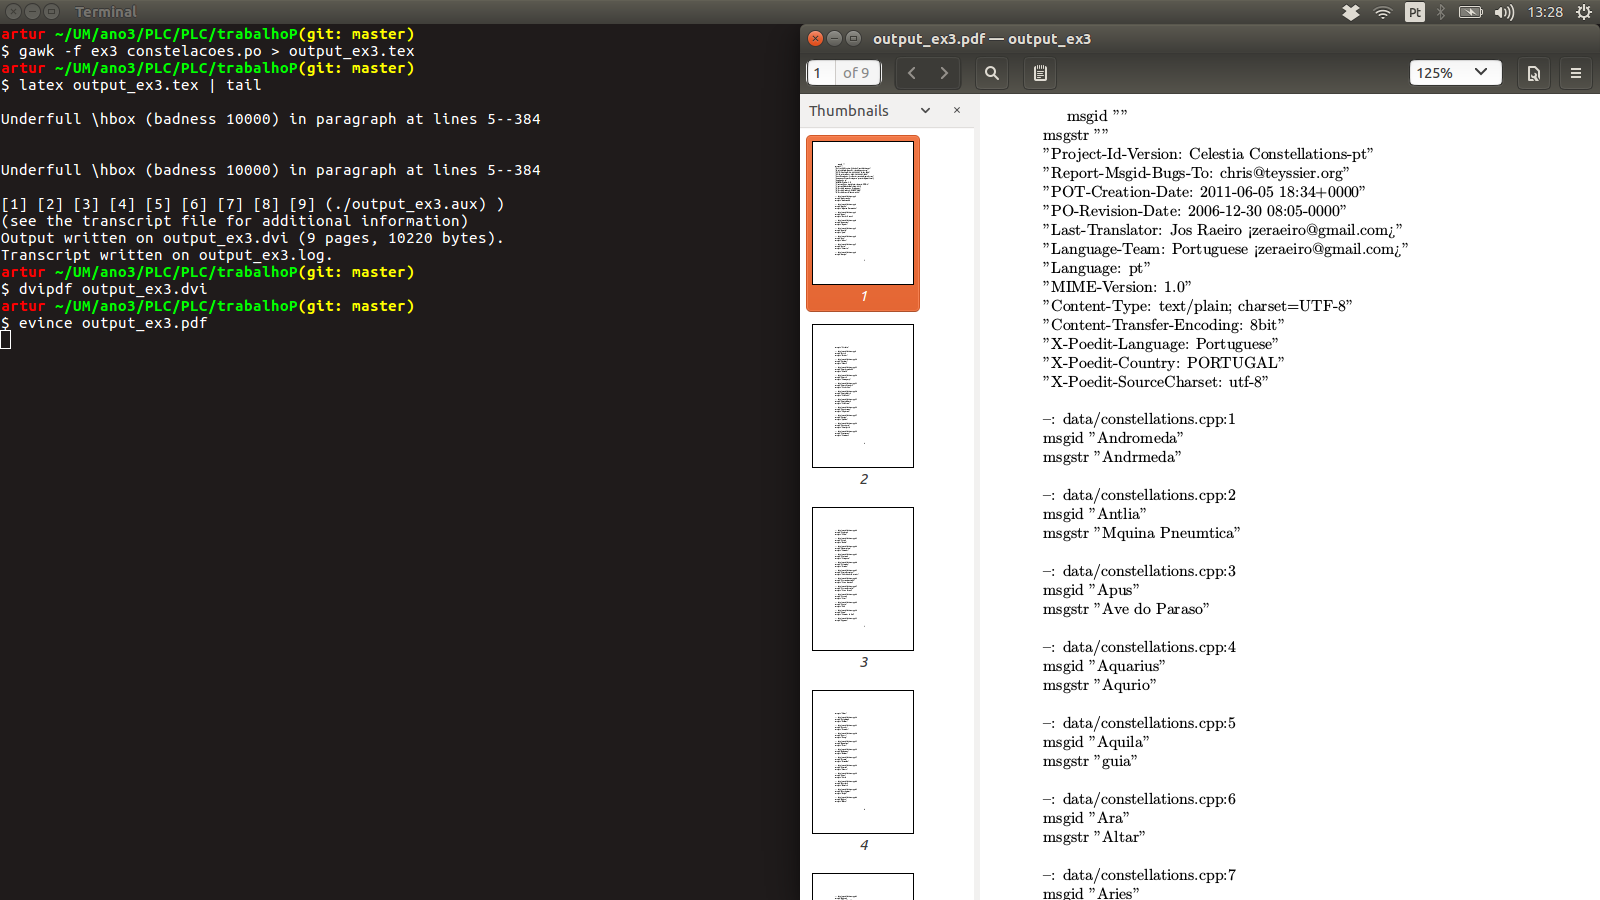 Terminal
Pt
13:28
artur ~/UM/ano3/PLC/PLC/trabalhoP(git: master)
$ gawk -f ex3 constelacoes.po > output_ex3.tex
artur ~/UM/ano3/PLC/PLC/trabalhoP(git: master)
$ latex output_ex3.tex | tail
Underfull \hbox (badness 10000) in paragraph at lines 5--384
Underfull \hbox (badness 10000) in paragraph at lines 5--384
[1] [2] [3] [4] [5] [6] [7] [8] [9] (./output_ex3.aux) )
(see the transcript file for additional information)
Output written on output_ex3.dvi (9 pages, 10220 bytes).
Transcript written on output_ex3.log.
artur ~/UM/ano3/PLC/PLC/trabalhoP(git: master)
$ dvipdf output_ex3.dvi
artur ~/UM/ano3/PLC/PLC/trabalhoP(git: master)
$ evince output_ex3.pdf
output_ex3.pdf — output_ex3
1 of 9
125%
Thumbnails
1
2
3
4
msgid ””
msgstr ””
”Project-Id-Version: Celestia Constellations-pt”
”Report-Msgid-Bugs-To: chris@teyssier.org”
”POT-Creation-Date: 2011-06-05 18:34+0000”
”PO-Revision-Date: 2006-12-30 08:05-0000”
”Last-Translator: Jos Raeiro ¡zeraeiro@gmail.com¿”
”Language-Team: Portuguese ¡zeraeiro@gmail.com¿”
”Language: pt”
”MIME-Version: 1.0”
”Content-Type: text/plain; charset=UTF-8”
”Content-Transfer-Encoding: 8bit”
”X-Poedit-Language: Portuguese”
”X-Poedit-Country: PORTUGAL”
”X-Poedit-SourceCharset: utf-8”
–: data/constellations.cpp:1
msgid ”Andromeda”
msgstr ”Andrmeda”
–: data/constellations.cpp:2
msgid ”Antlia”
msgstr ”Mquina Pneumtica”
–: data/constellations.cpp:3
msgid ”Apus”
msgstr ”Ave do Paraso”
–: data/constellations.cpp:4
msgid ”Aquarius”
msgstr ”Aqurio”
–: data/constellations.cpp:5
msgid ”Aquila”
msgstr ”guia”
–: data/constellations.cpp:6
msgid ”Ara”
msgstr ”Altar”
–: data/constellations.cpp:7
msgid ”Aries”